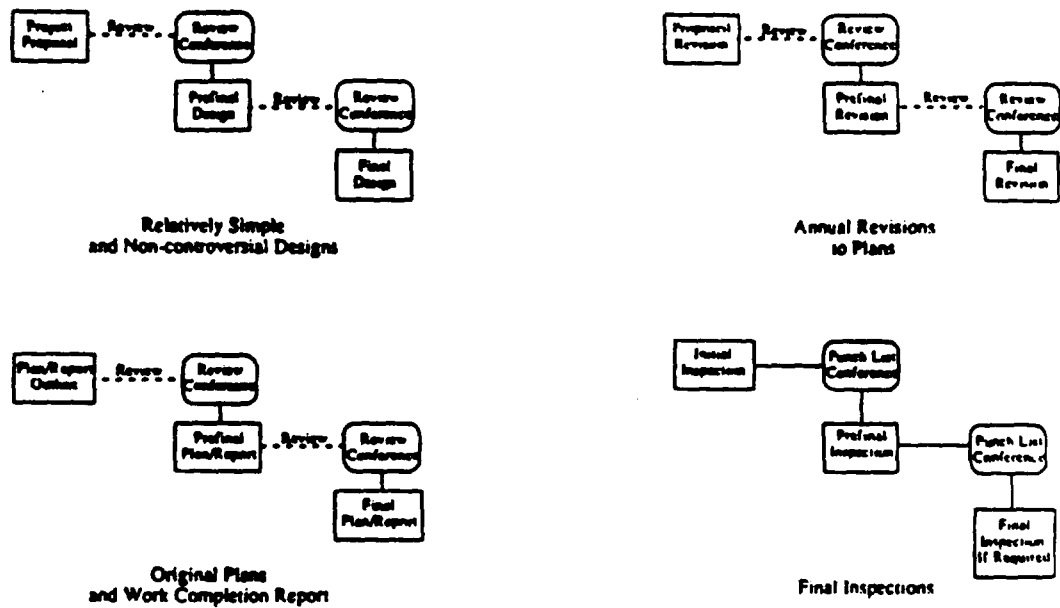 Project
Proposal
Review
Review
Conference
Prefinal
Design
Review
Review
Conference
Final
Design
Relatively Simple
and Non-controversial Designs
Proposed
Revision
Review
Review
Conference
Prefinal
Revision
Review
Review
Conference
Final
Revision
Annual Revisions
to Plans
Plan/Report
Outline
Review
Review
Conference
Prefinal
Plan/Report
Review
Review
Conference
Final
Plan/Report
Original Plans
and Work Completion Report
Initial
Inspection
Punch List
Conference
Prefinal
Inspection
Punch List
Conference
Final
Inspection
If Required
Final Inspections